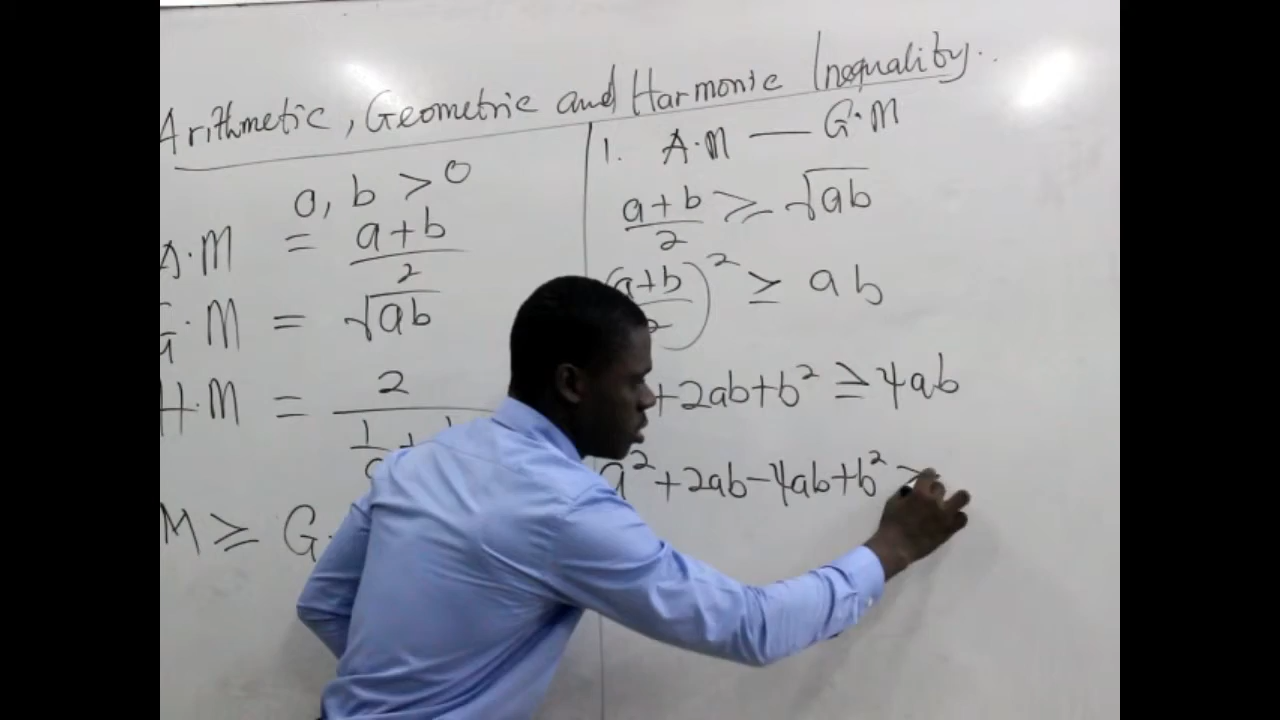 Arithmetic, Geometric and Harmonic Inequality.
a, b > 0
A.M = a+b/2
G.M = √ab
H.M = 2/
M ≥ G.
1. A.M — G.M
a+b/2 ≥ √ab
(a+b/2)² ≥ ab
+2ab+b² ≥ 4ab
a²+2ab-4ab+b² >